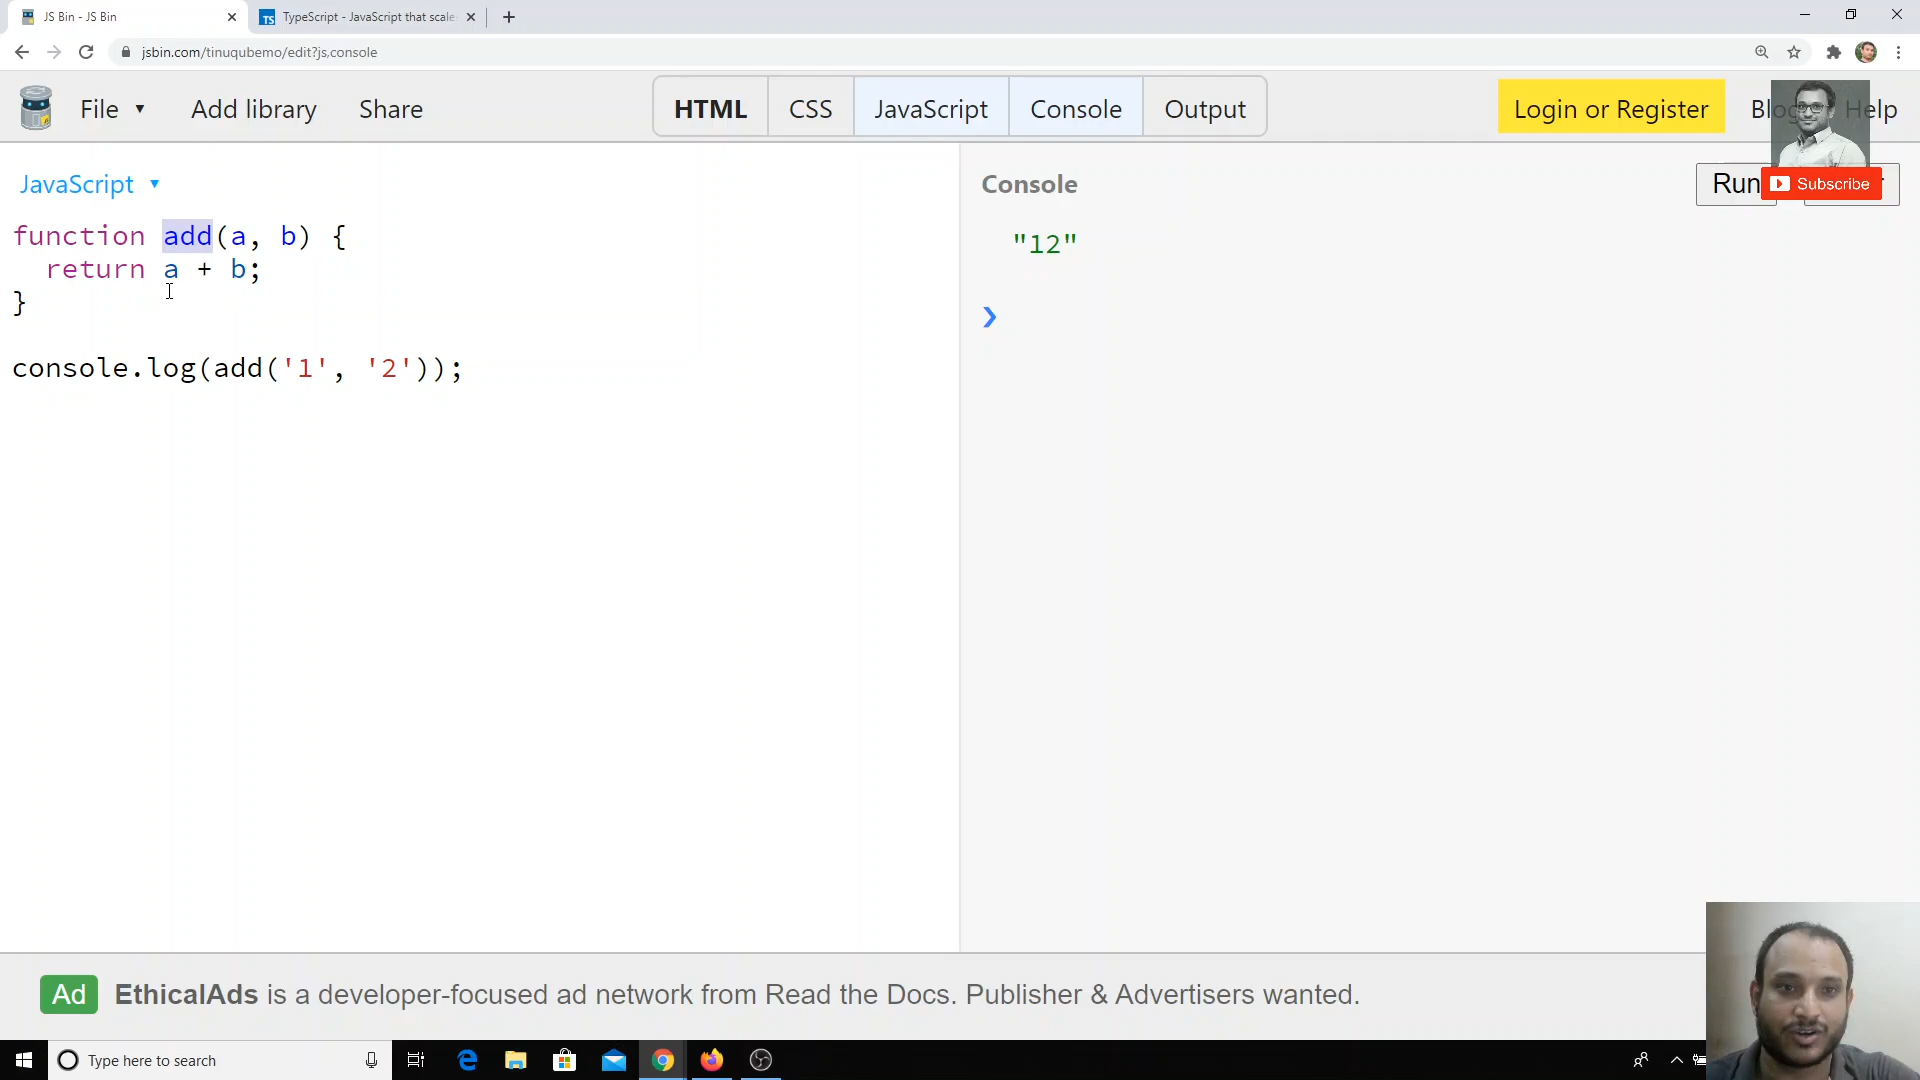 JS Bin - JS Bin
TS TypeScript - JavaScript that scale
jsbin.com/tinuqubemo/edit?js,console
File ▼ Add library Share HTML CSS JavaScript Console Output Login or Register Help
JavaScript ▼
Console
Run
Subscribe
function add(a, b) {
  return a + b;
}
console.log(add('1', '2'));
"12"
❯
Ad EthicalAds is a developer-focused ad network from Read the Docs. Publisher & Advertisers wanted.
Type here to search